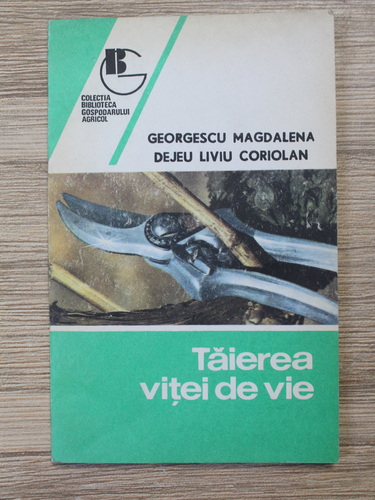 BG
COLECȚIA
BIBLIOTECA
GOSPODARULUI
AGRICOL
GEORGESCU MAGDALENA
DEJEU LIVIU CORIOLAN
Tăierea
viței de vie